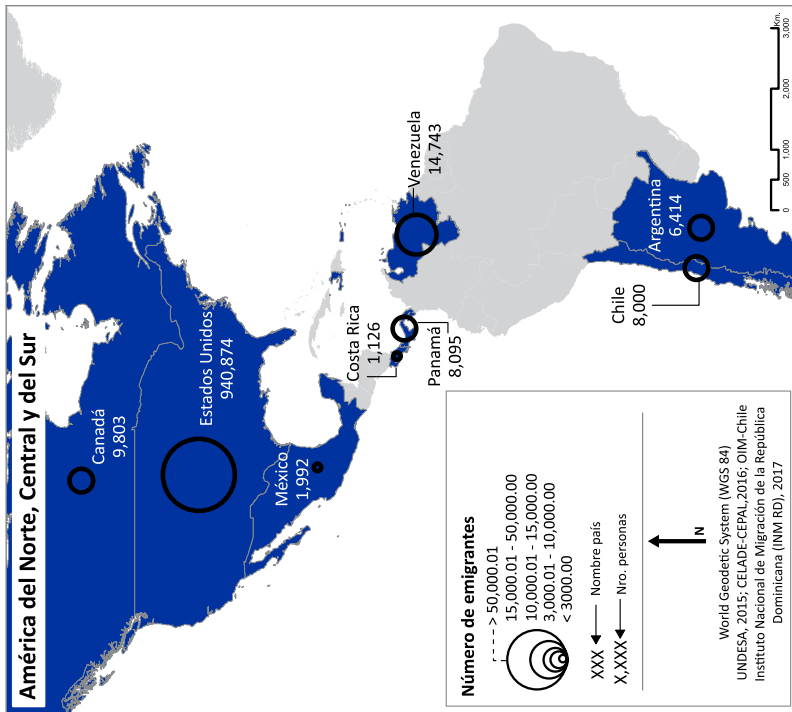 América del Norte, Central y del Sur
Canadá
9,803
Estados Unidos
940,874
México
1,992
Costa Rica
1,126
Panamá
8,095
Venezuela
14,743
Chile
8,000
Argentina
6,414
Número de emigrantes
> 50,000.01
15,000.01 - 50,000.00
10,000.01 - 15,000.00
3,000.01 - 10,000.00
< 3000.00
XXX Nombre país
X,XXX Nro. personas
N
World Geodetic System (WGS 84)
UNDESA, 2015; CELADE-CEPAL,2016; OIM-Chile
Instituto Nacional de Migración de la República
Dominicana (INM RD), 2017
0 500 1,000 2,000 3,000
Km.